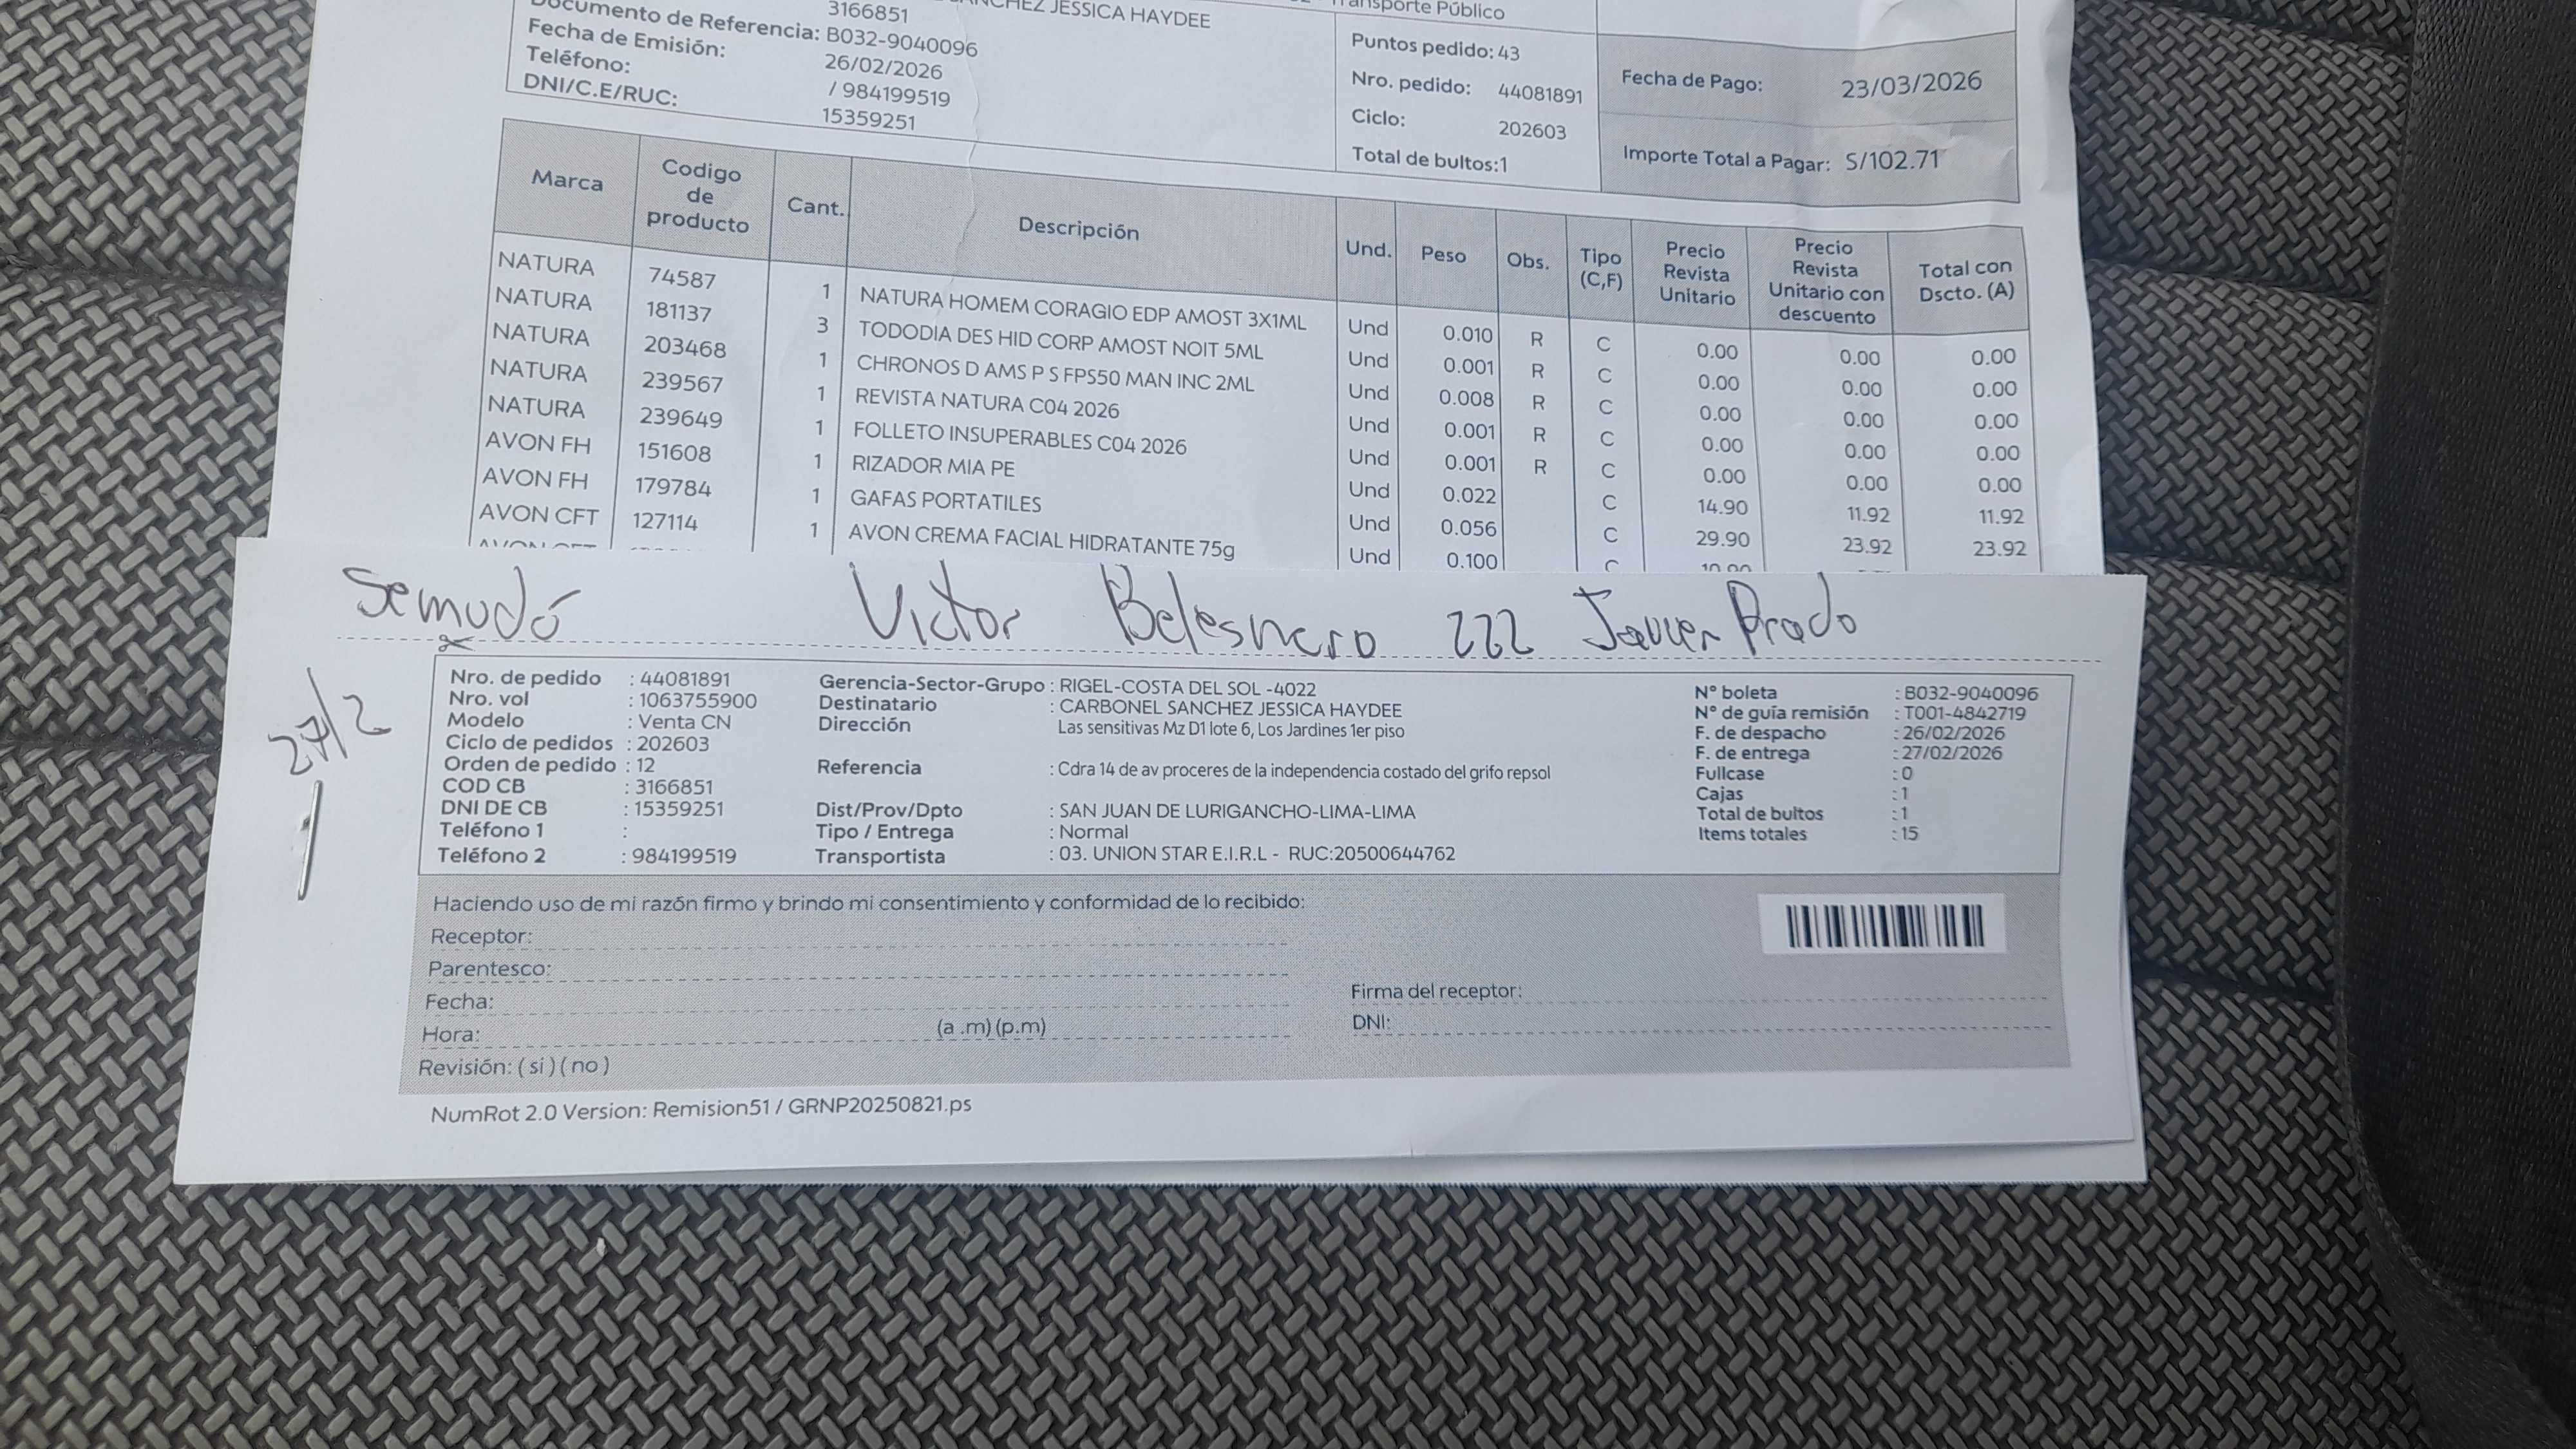 SANCHEZ JESSICA HAYDEE
3166851
Documento de Referencia: B032-9040096
Fecha de Emisión: 26/02/2026
Teléfono: / 984199519
DNI/C.E/RUC: 15359251
Transporte Público
Puntos pedido: 43
Nro. pedido: 44081891
Ciclo: 202603
Total de bultos:1
Fecha de Pago: 23/03/2026
Importe Total a Pagar: S/102.71
Marca Codigo de producto Cant. Descripción Und. Peso Obs. Tipo (C,F) Precio Revista Unitario Precio Revista Unitario con descuento Total con Dscto. (A)
NATURA 74587 1 NATURA HOMEM CORAGIO EDP AMOST 3X1ML Und 0.010 R C 0.00 0.00 0.00
NATURA 181137 3 TODODIA DES HID CORP AMOST NOIT 5ML Und 0.001 R C 0.00 0.00 0.00
NATURA 203468 1 CHRONOS D AMS P S FPS50 MAN INC 2ML Und 0.008 R C 0.00 0.00 0.00
NATURA 239567 1 REVISTA NATURA C04 2026 Und 0.001 R C 0.00 0.00 0.00
NATURA 239649 1 FOLLETO INSUPERABLES C04 2026 Und 0.001 R C 0.00 0.00 0.00
AVON FH 151608 1 RIZADOR MIA PE Und 0.022 C 14.90 11.92 11.92
AVON FH 179784 1 GAFAS PORTATILES Und 0.056 C 29.90 23.92 23.92
AVON CFT 127114 1 AVON CREMA FACIAL HIDRATANTE 75g Und 0.100
Semudó Victor 222 Javier Prado
27/2
Nro. de pedido : 44081891
Nro. vol : 1063755900
Modelo : Venta CN
Ciclo de pedidos : 202603
Orden de pedido : 12
COD CB : 3166851
DNI DE CB : 15359251
Teléfono 1 :
Teléfono 2 : 984199519
Gerencia-Sector-Grupo : RIGEL-COSTA DEL SOL -4022
Destinatario : CARBONEL SANCHEZ JESSICA HAYDEE
Dirección Las sensitivas Mz D1 lote 6, Los Jardines 1er piso
Referencia : Cdra 14 de av proceres de la independencia costado del grifo repsol
Dist/Prov/Dpto : SAN JUAN DE LURIGANCHO-LIMA-LIMA
Tipo / Entrega : Normal
Transportista : 03. UNION STAR E.I.R.L - RUC:20500644762
N° boleta : B032-9040096
N° de guía remisión : T001-4842719
F. de despacho : 26/02/2026
F. de entrega : 27/02/2026
Fullcase : 0
Cajas : 1
Total de bultos : 1
Items totales : 15
Haciendo uso de mi razón firmo y brindo mi consentimiento y conformidad de lo recibido:
Receptor:
Parentesco:
Fecha:
Hora: (a .m) (p.m)
Revisión: ( si ) ( no )
Firma del receptor:
DNI:
NumRot 2.0 Version: Remision51 / GRNP20250821.ps